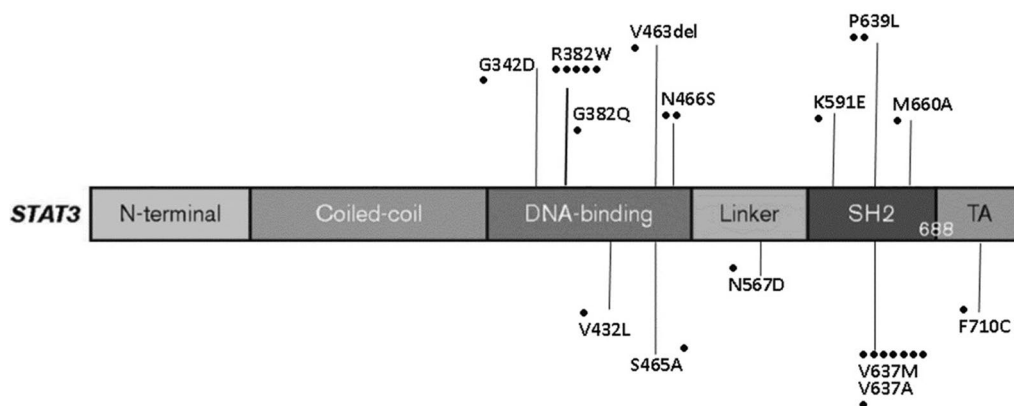 P639L
V463del
R382W
G342D
K591E
M660A
N466S
G382Q
STAT3
N-terminal
Coiled-coil
DNA-binding
Linker
SH2
688
TA
N567D
V432L
F710C
S465A
V637M
V637A